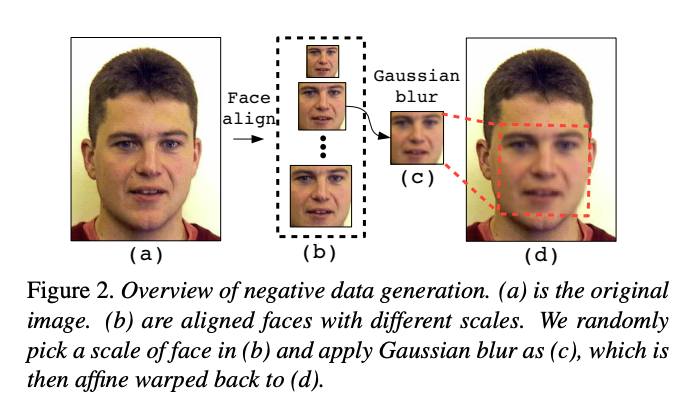 Face
align
Gaussian
blur
(a)
(b)
(c)
(d)
Figure 2. Overview of negative data generation. (a) is the original
image. (b) are aligned faces with different scales. We randomly
pick a scale of face in (b) and apply Gaussian blur as (c), which is
then affine warped back to (d).